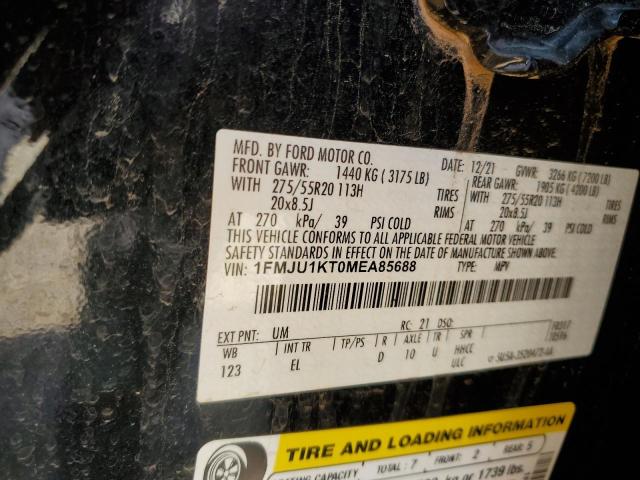 MFD. BY FORD MOTOR CO.
DATE: 12/21 GVWR: 3266 KG (7200 LB)
FRONT GAWR: 1440 KG (3175 LB) REAR GAWR: 1905 KG (4200 LB)
WITH 275/55R20 113H TIRES WITH 275/55R20 113H TIRES
20x8.5J RIMS 20x8.5J RIMS
AT 270 kPa/ 39 PSI COLD AT 270 kPa/ 39 PSI COLD
THIS VEHICLE CONFORMS TO ALL APPLICABLE FEDERAL MOTOR VEHICLE
SAFETY STANDARDS IN EFFECT ON THE DATE OF MANUFACTURE SHOWN ABOVE.
VIN: 1FMJU1KT0MEA85688 TYPE: MPV
EXT PNT: UM RC: 21 DSO:
WB INT TR TP/PS R AXLE TR SPR
123 EL D 10 U HHCC
ULC
TIRE AND LOADING INFORMATION
SEATING CAPACITY TOTAL: 7 FRONT: 2 REAR: 5
kg or 1739 lbs.